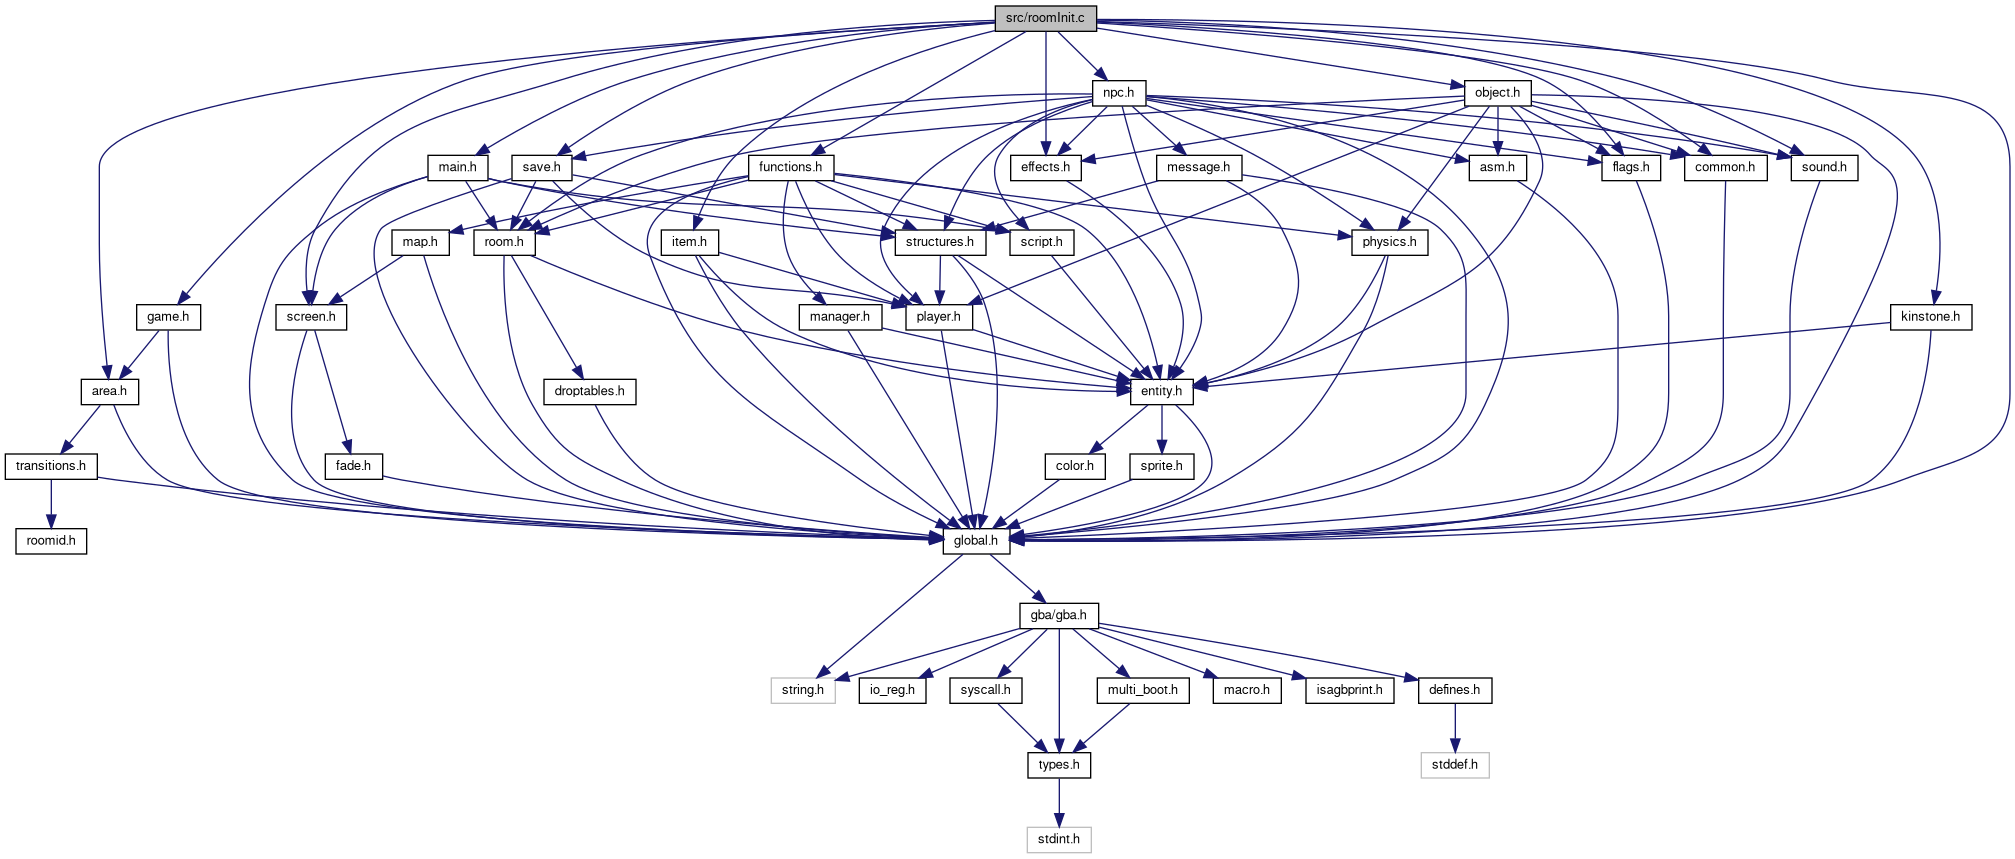 src/roomInit.c
npc.h
object.h
main.h
save.h
functions.h
effects.h
message.h
asm.h
flags.h
common.h
sound.h
map.h
room.h
item.h
structures.h
script.h
physics.h
game.h
screen.h
manager.h
player.h
kinstone.h
area.h
droptables.h
entity.h
transitions.h
fade.h
color.h
sprite.h
roomid.h
global.h
gba/gba.h
string.h
io_reg.h
syscall.h
multi_boot.h
macro.h
isagbprint.h
defines.h
types.h
stddef.h
stdint.h